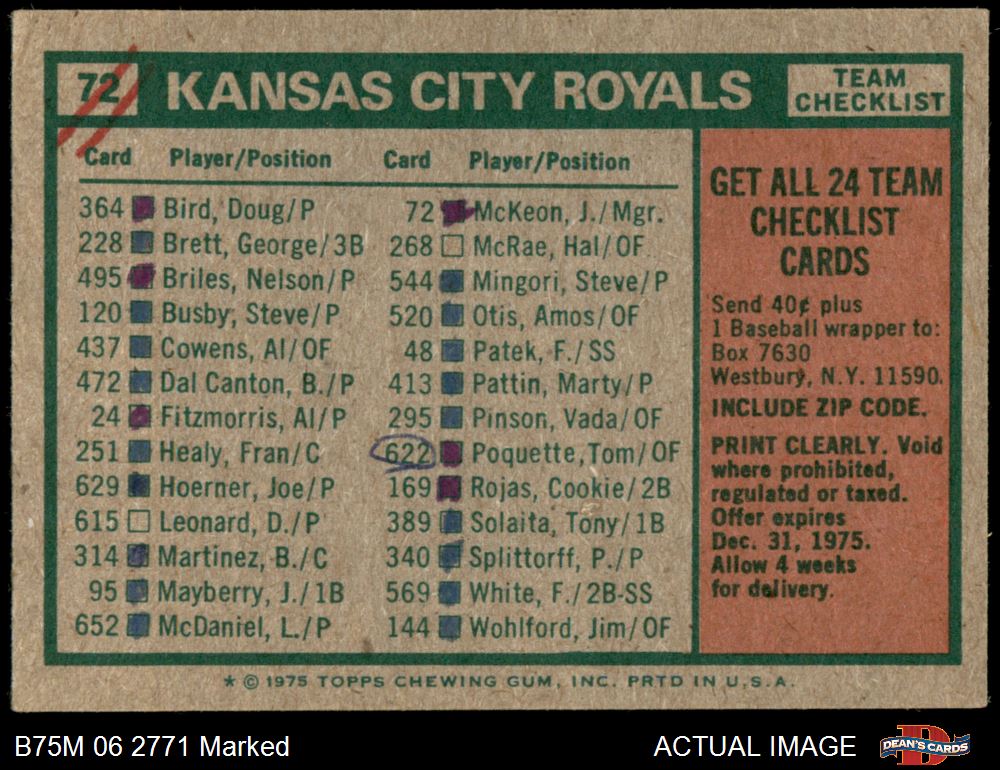 72 KANSAS CITY ROYALS TEAM CHECKLIST
Card Player/Position Card Player/Position
364 Bird, Doug/P
228 Brett, George/3B
495 Briles, Nelson/P
120 Busby, Steve/P
437 Cowens, Al/OF
472 Dal Canton, B./P
24 Fitzmorris, Al/P
251 Healy, Fran/C
629 Hoerner, Joe/P
615 Leonard, D./P
314 Martinez, B./C
95 Mayberry, J./1B
652 McDaniel, L./P
72 McKeon, J./Mgr.
268 McRae, Hal/OF
544 Mingori, Steve/P
520 Otis, Amos/OF
48 Patek, F./SS
413 Pattin, Marty/P
295 Pinson, Vada/OF
622 Poquette, Tom/OF
169 Rojas, Cookie/2B
389 Solaita, Tony/1B
340 Splittorff, P./P
569 White, F./2B-SS
144 Wohlford, Jim/OF
GET ALL 24 TEAM
CHECKLIST
CARDS
Send 40¢ plus
1 Baseball wrapper to:
Box 7630
Westbury, N.Y. 11590.
INCLUDE ZIP CODE.
PRINT CLEARLY. Void
where prohibited,
regulated or taxed.
Offer expires
Dec. 31, 1975.
Allow 4 weeks
for delivery.
* © 1975 TOPPS CHEWING GUM, INC. PRTD IN U.S.A.
B75M 06 2771 Marked
ACTUAL IMAGE
DEAN'S CARDS